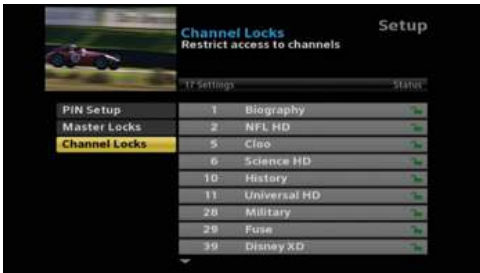 Setup
Channel Locks
Restrict access to channels
17 Settings Status
PIN Setup
Master Locks
Channel Locks
1 Biography
2 NFL HD
5 Cloo
6 Science HD
10 History
11 Universal HD
28 Military
29 Fuse
39 Disney XD